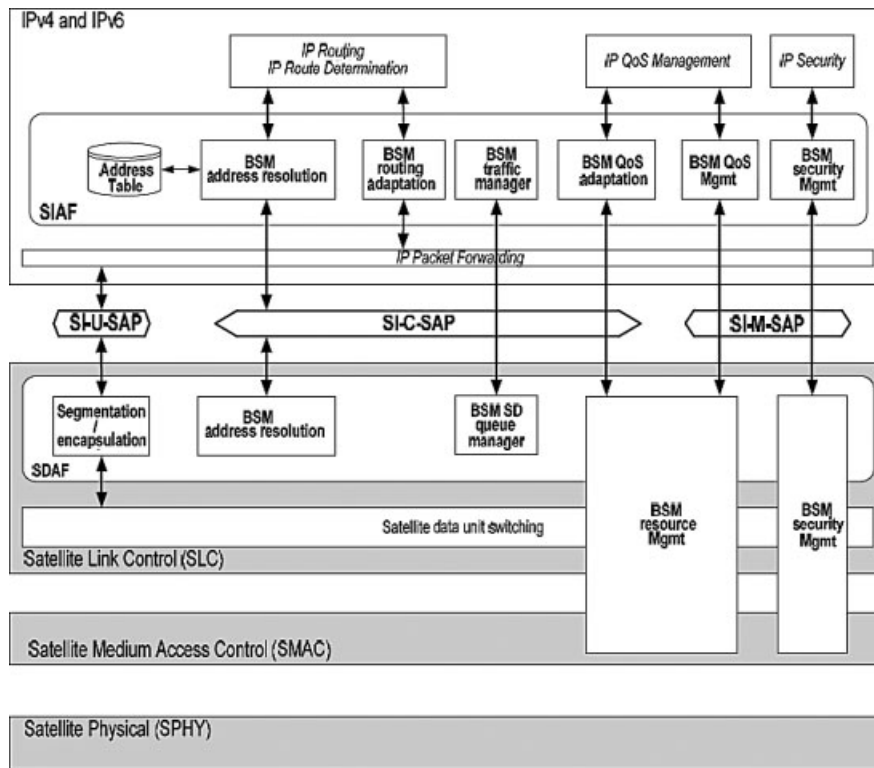 IPv4 and IPv6
IP Routing
IP Route Determination
IP QoS Management
IP Security
Address
Table
BSM
address resolution
BSM
routing
adaptation
BSM
traffic
manager
BSM QoS
adaptation
BSM QoS
Mgmt
BSM
security
Mgmt
SIAF
IP Packet Forwarding
SI-U-SAP
SI-C-SAP
SI-M-SAP
Segmentation
/
encapsulation
BSM
address resolution
BSM SD
queue
manager
SDAF
BSM
resource
Mgmt
BSM
security
Mgmt
Satellite data unit switching
Satellite Link Control (SLC)
Satellite Medium Access Control (SMAC)
Satellite Physical (SPHY)